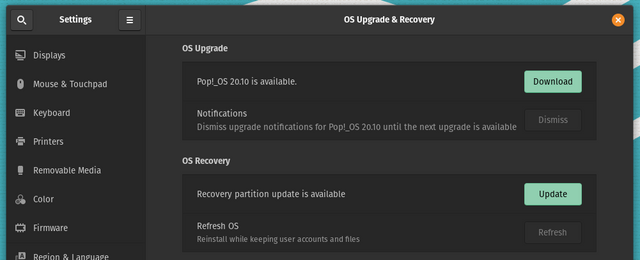 Settings
OS Upgrade & Recovery
Displays
Mouse & Touchpad
Keyboard
Printers
Removable Media
Color
Firmware
Region & Language
OS Upgrade
Pop!_OS 20.10 is available.
Download
Notifications
Dismiss upgrade notifications for Pop!_OS 20.10 until the next upgrade is available
Dismiss
OS Recovery
Recovery partition update is available
Update
Refresh OS
Reinstall while keeping user accounts and files
Refresh